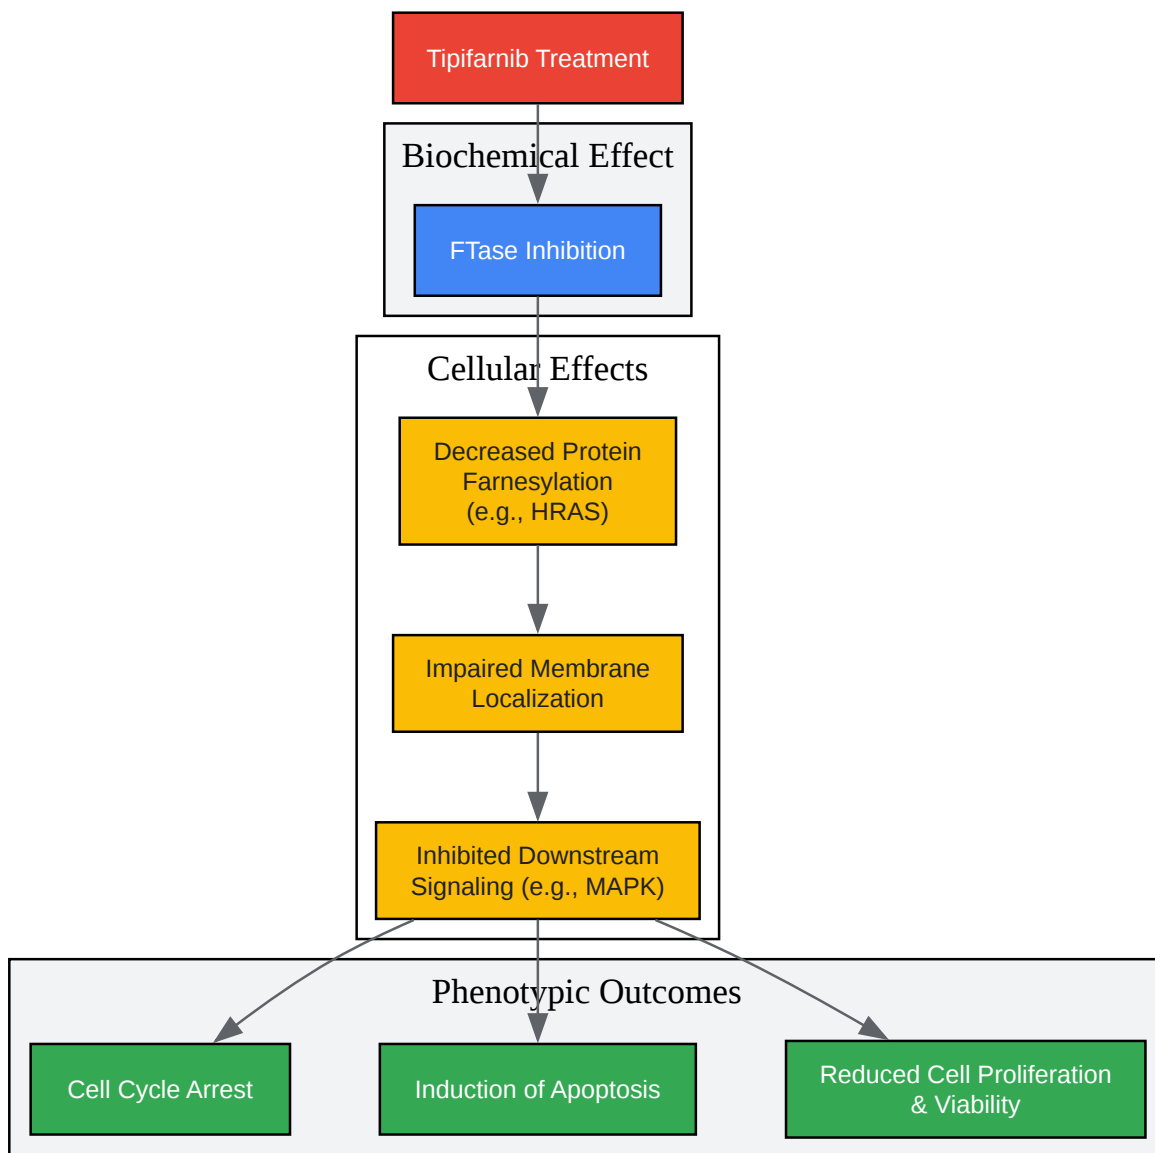 Tipifarnib Treatment
Biochemical Effect
FTase Inhibition
Cellular Effects
Decreased Protein
Farnesylation
(e.g., HRAS)
Impaired Membrane
Localization
Inhibited Downstream
Signaling (e.g., MAPK)
Phenotypic Outcomes
Cell Cycle Arrest
Induction of Apoptosis
Reduced Cell Proliferation
& Viability